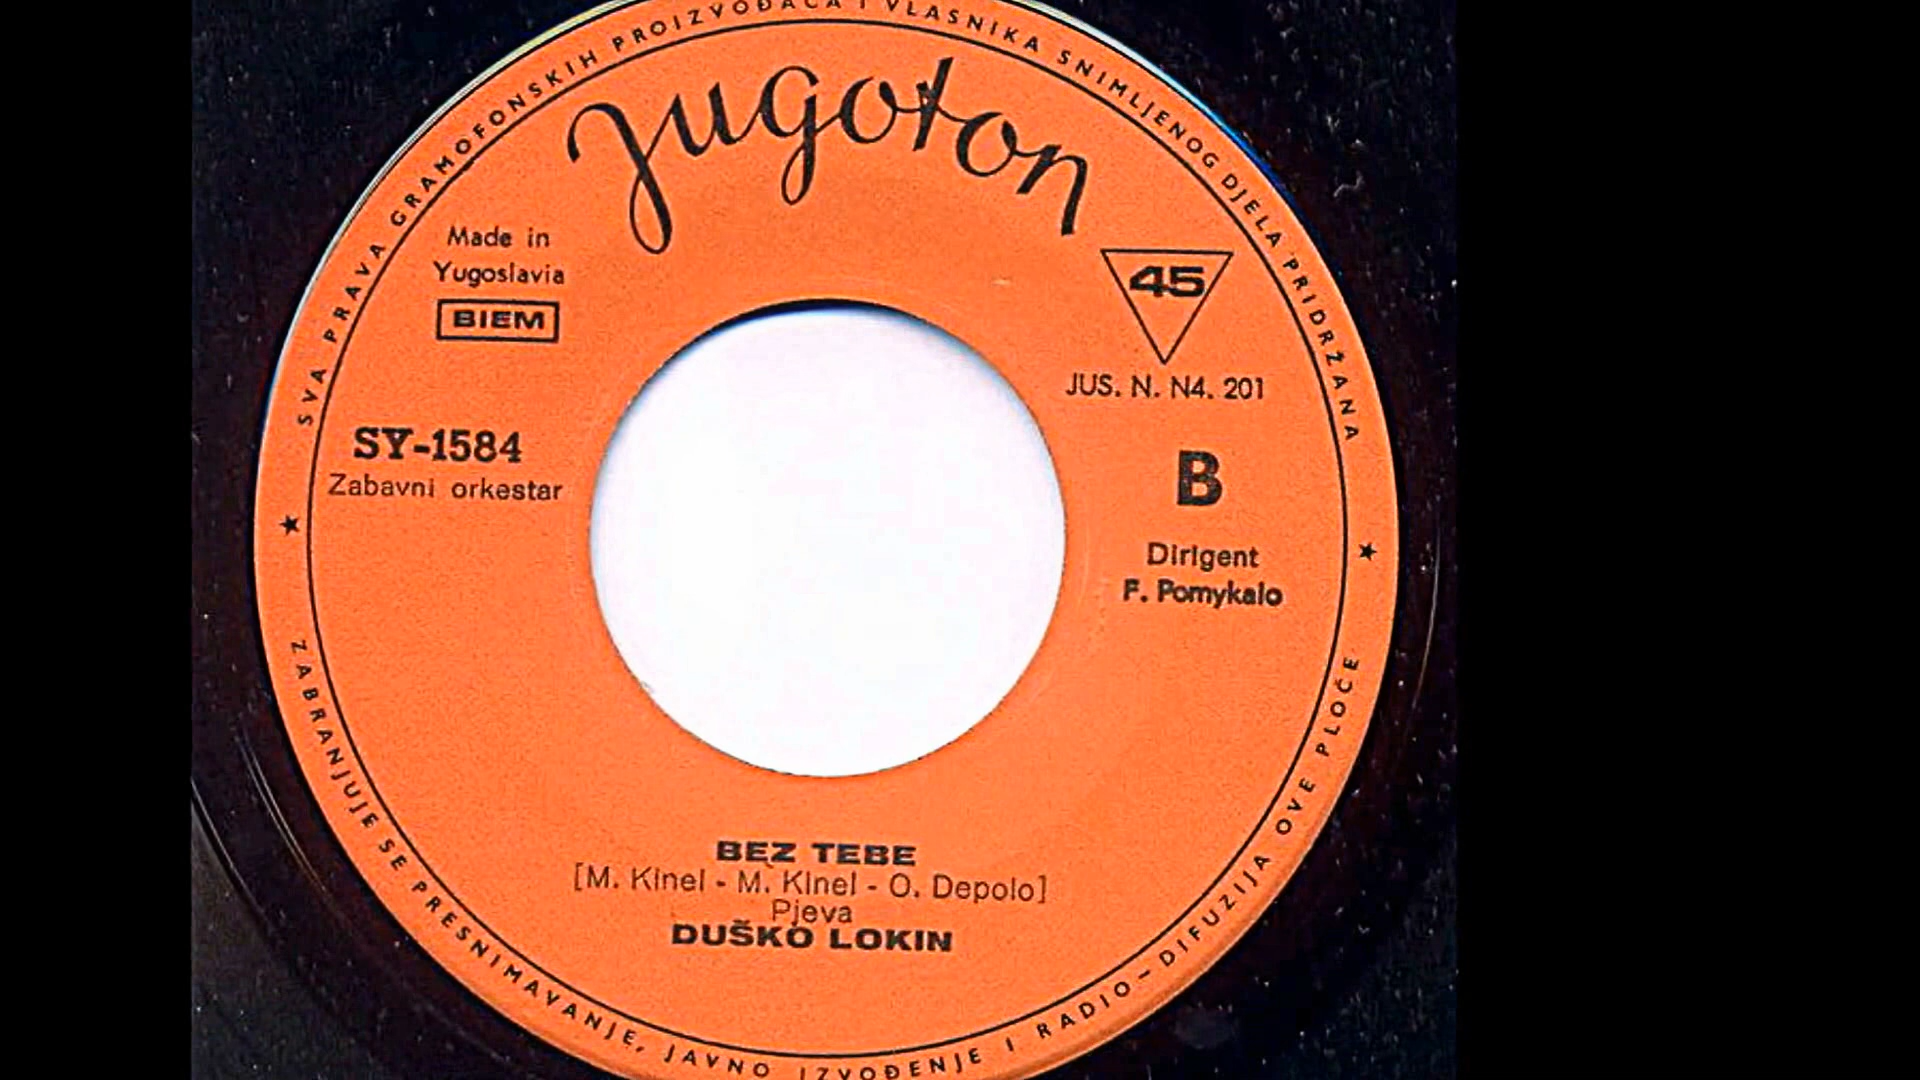 SVA PRAVA GRAMOFONSKIH PROIZVOĐAČA I VLASNIKA SNIMLJENOG DJELA PRIDRŽANA
Jugoton
Made in
Yugoslavia
BIEM
45
JUS. N. N4. 201
SY-1584
Zabavni orkestar
B
Dirigent
F. Pomykalo
BEZ TEBE
[M. Kinel - M. Kinel - O. Depolo]
Pjeva
DUŠKO LOKIN
ZABRANJUJE SE PRESNIMAVANJE, JAVNO IZVOĐENJE I RADIO-DIFUZIJA OVE PLOČE